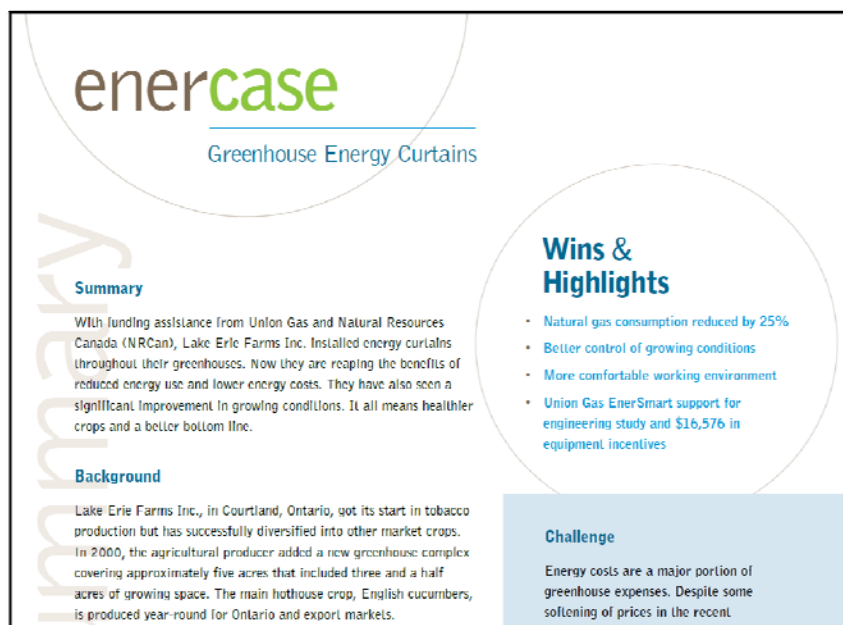 enercase
Greenhouse Energy Curtains
Summary
With funding assistance from Union Gas and Natural Resources
Canada (NRCan), Lake Erie Farms Inc. installed energy curtains
throughout their greenhouses. Now they are reaping the benefits of
reduced energy use and lower energy costs. They have also seen a
significant improvement in growing conditions. It all means healthier
crops and a better bottom line.
Background
Lake Erie Farms Inc., in Courtland, Ontario, got its start in tobacco
production but has successfully diversified into other market crops.
In 2000, the agricultural producer added a new greenhouse complex
covering approximately five acres that included three and a half
acres of growing space. The main hothouse crop, English cucumbers,
is produced year-round for Ontario and export markets.
Wins &
Highlights
• Natural gas consumption reduced by 25%
• Better control of growing conditions
• More comfortable working environment
• Union Gas EnerSmart support for
engineering study and $16,576 in
equipment incentives
Challenge
Energy costs are a major portion of
greenhouse expenses. Despite some
softening of prices in the recent